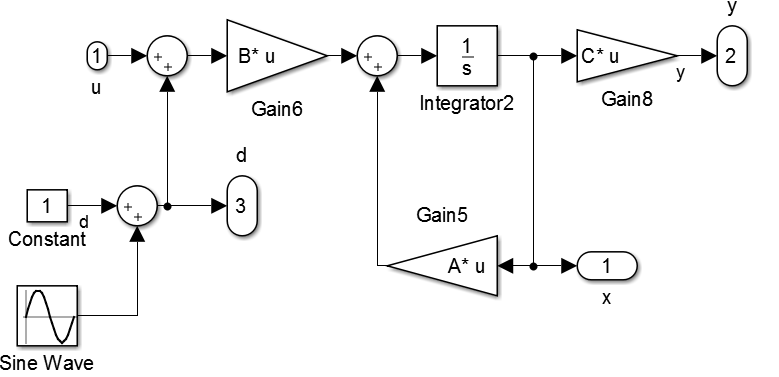 y
1
+
+
B* u
+
+
1
s
C* u
2
u
Gain6
Integrator2
Gain8
y
d
1
d
+
+
3
Constant
Gain5
A* u
1
x
Sine Wave